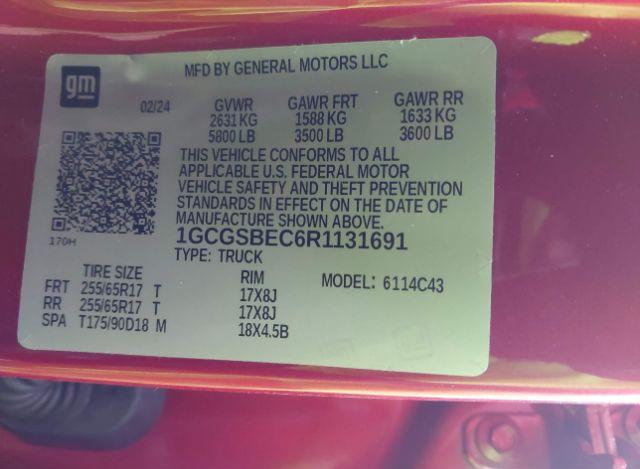 gm
MFD BY GENERAL MOTORS LLC
02/24 GVWR GAWR FRT GAWR RR
2631 KG 1588 KG 1633 KG
5800 LB 3500 LB 3600 LB
THIS VEHICLE CONFORMS TO ALL
APPLICABLE U.S. FEDERAL MOTOR
VEHICLE SAFETY AND THEFT PREVENTION
STANDARDS IN EFFECT ON THE DATE OF
MANUFACTURE SHOWN ABOVE.
170H
1GCGSBEC6R1131691
TYPE: TRUCK
TIRE SIZE RIM MODEL: 6114C43
FRT 255/65R17 T 17X8J
RR 255/65R17 T 17X8J
SPA T175/90D18 M 18X4.5B